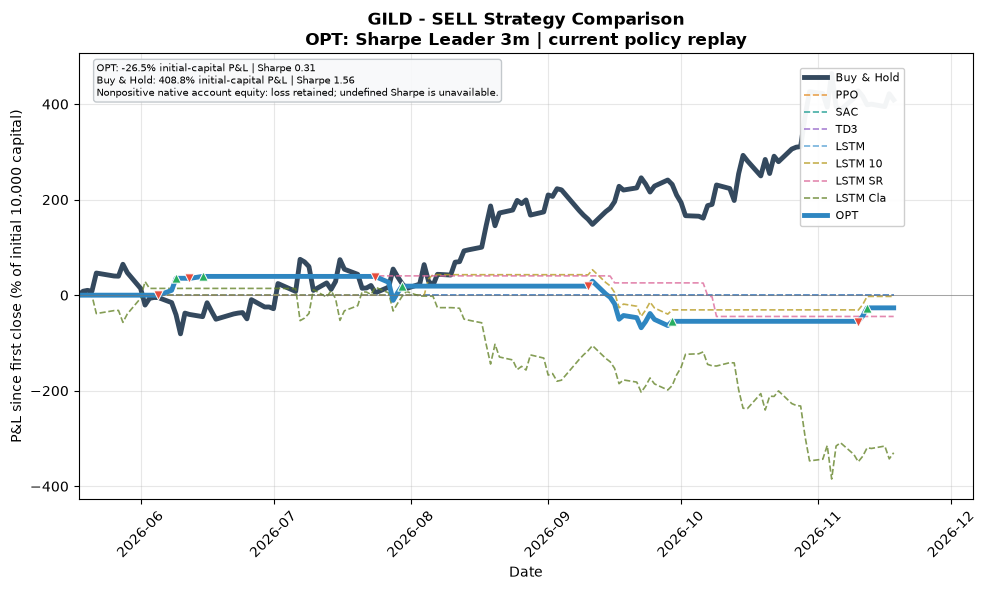 GILD - SELL Strategy Comparison
OPT: Sharpe Leader 3m | current policy replay
OPT: -26.5% initial-capital P&L | Sharpe 0.31
Buy & Hold: 408.8% initial-capital P&L | Sharpe 1.56
Nonpositive native account equity: loss retained; undefined Sharpe is unavailable.
Buy & Hold
PPO
SAC
TD3
LSTM
LSTM 10
LSTM SR
LSTM Cla
OPT
P&L since first close (% of initial 10,000 capital)
400
200
0
−200
−400
2026-06
2026-07
2026-08
2026-09
2026-10
2026-11
2026-12
Date